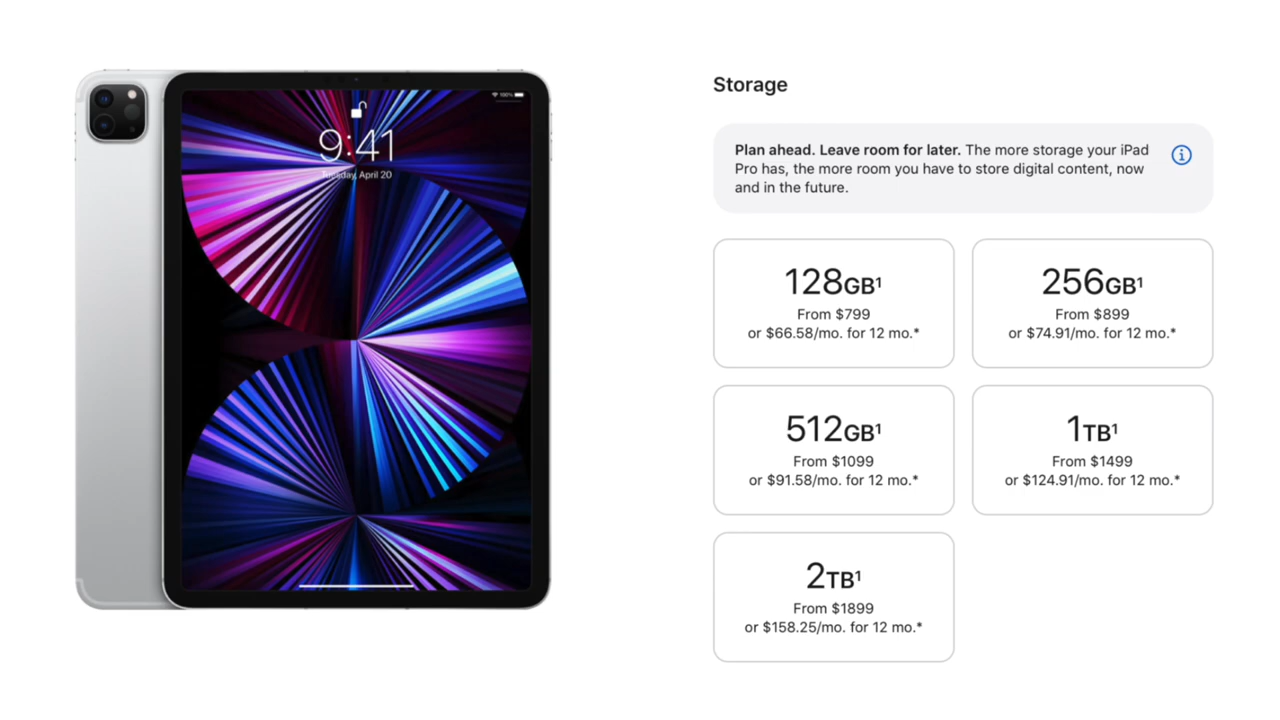 100%
9:41
Tuesday, April 20
Storage
Plan ahead. Leave room for later. The more storage your iPad
Pro has, the more room you have to store digital content, now
and in the future.
128GB¹
From $799
or $66.58/mo. for 12 mo.*
256GB¹
From $899
or $74.91/mo. for 12 mo.*
512GB¹
From $1099
or $91.58/mo. for 12 mo.*
1TB¹
From $1499
or $124.91/mo. for 12 mo.*
2TB¹
From $1899
or $158.25/mo. for 12 mo.*